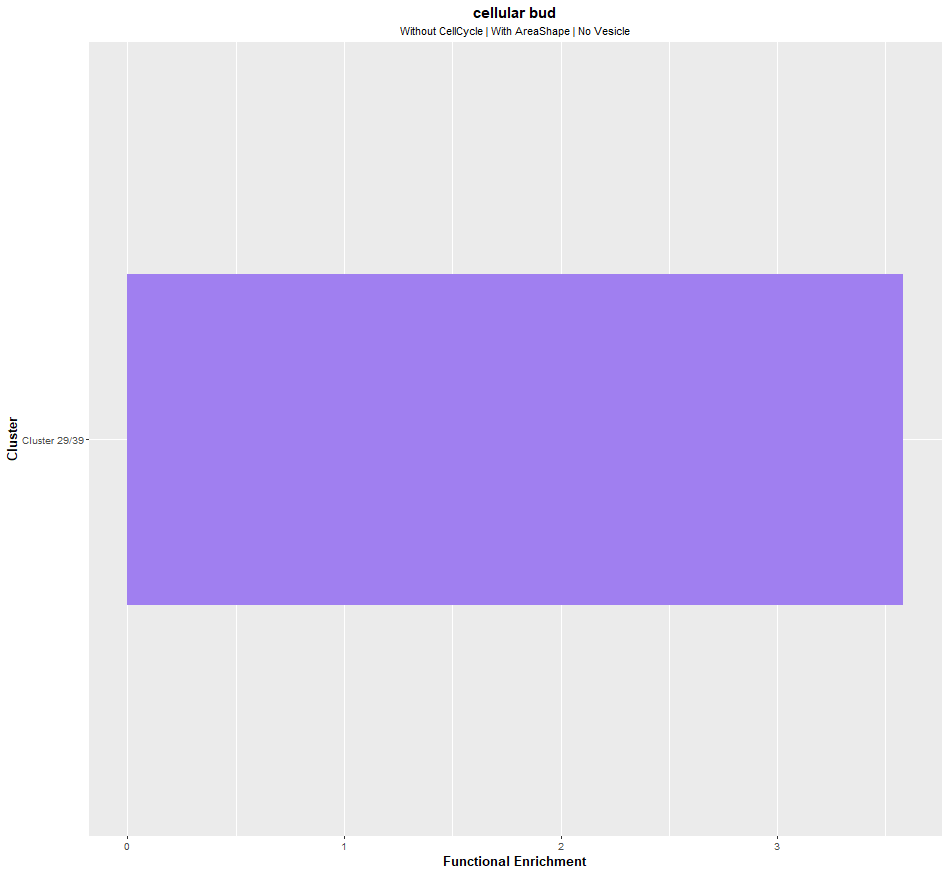 cellular bud
Without CellCycle | With AreaShape | No Vesicle
Cluster
Cluster 29/39
0 1 2 3
Functional Enrichment